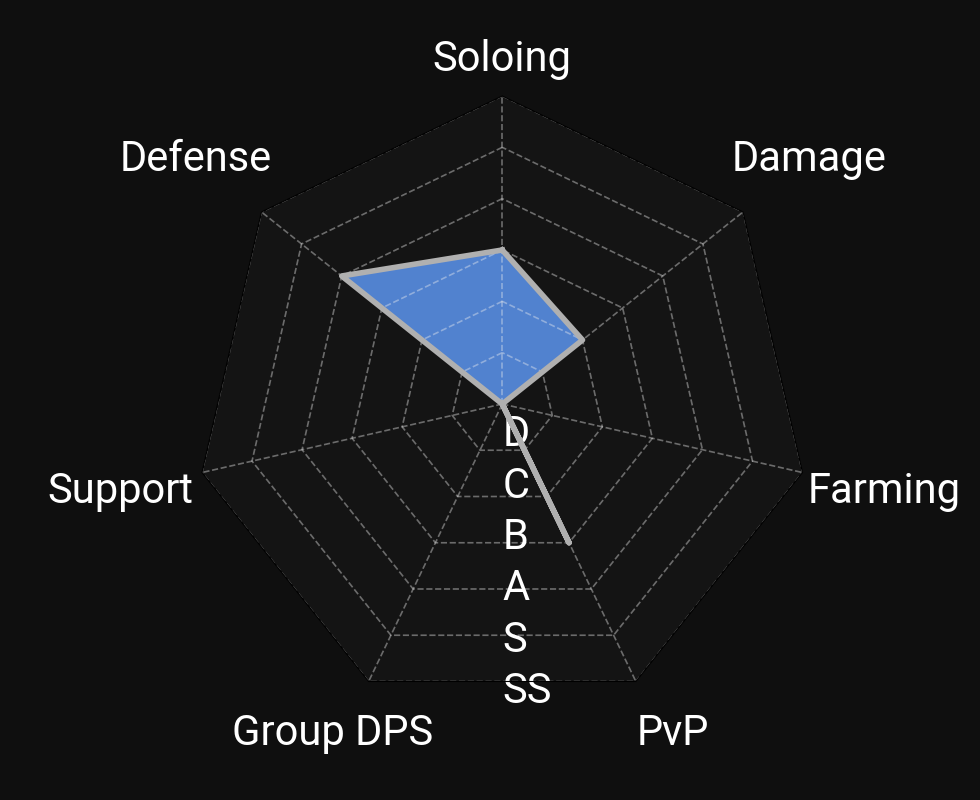 Soloing
Defense
Damage
D
C
Support
Farming
B
A
S
SS
Group DPS
PvP